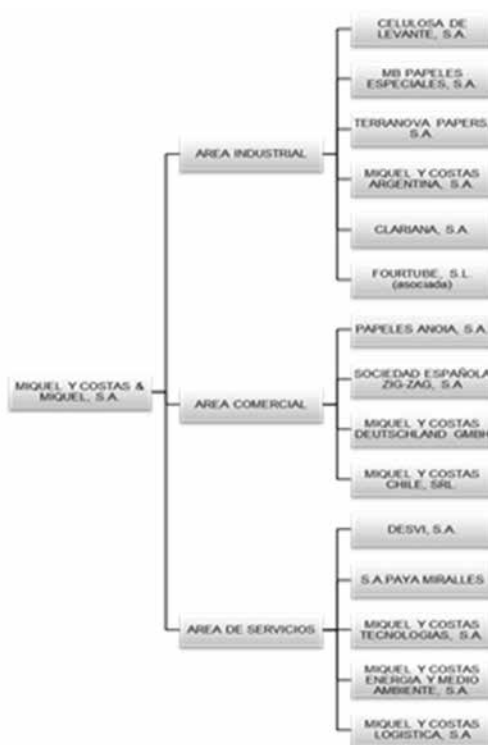 CELULOSA DE
LEVANTE, S.A.
MB PAPELES
ESPECIALES, S.A.
TERRANOVA PAPERS,
S.A.
AREA INDUSTRIAL
MIQUEL Y COSTAS
ARGENTINA, S.A.
CLARIANA, S.A.
FOURTUBE, S.L.
(asociada)
PAPELES ANOIA, S.A.
MIQUEL Y COSTAS &
MIQUEL, S.A.
AREA COMERCIAL
SOCIEDAD ESPAÑOLA
ZIG-ZAG, S.A.
MIQUEL Y COSTAS
DEUTSCHLAND GMBH
MIQUEL Y COSTAS
CHILE, SRL.
DESVI, S.A.
S.A.PAYA MIRALLES
AREA DE SERVICIOS
MIQUEL Y COSTAS
TECNOLOGIAS, S.A.
MIQUEL Y COSTAS
ENERGIA Y MEDIO
AMBIENTE, S.A.
MIQUEL Y COSTAS
LOGISTICA, S.A